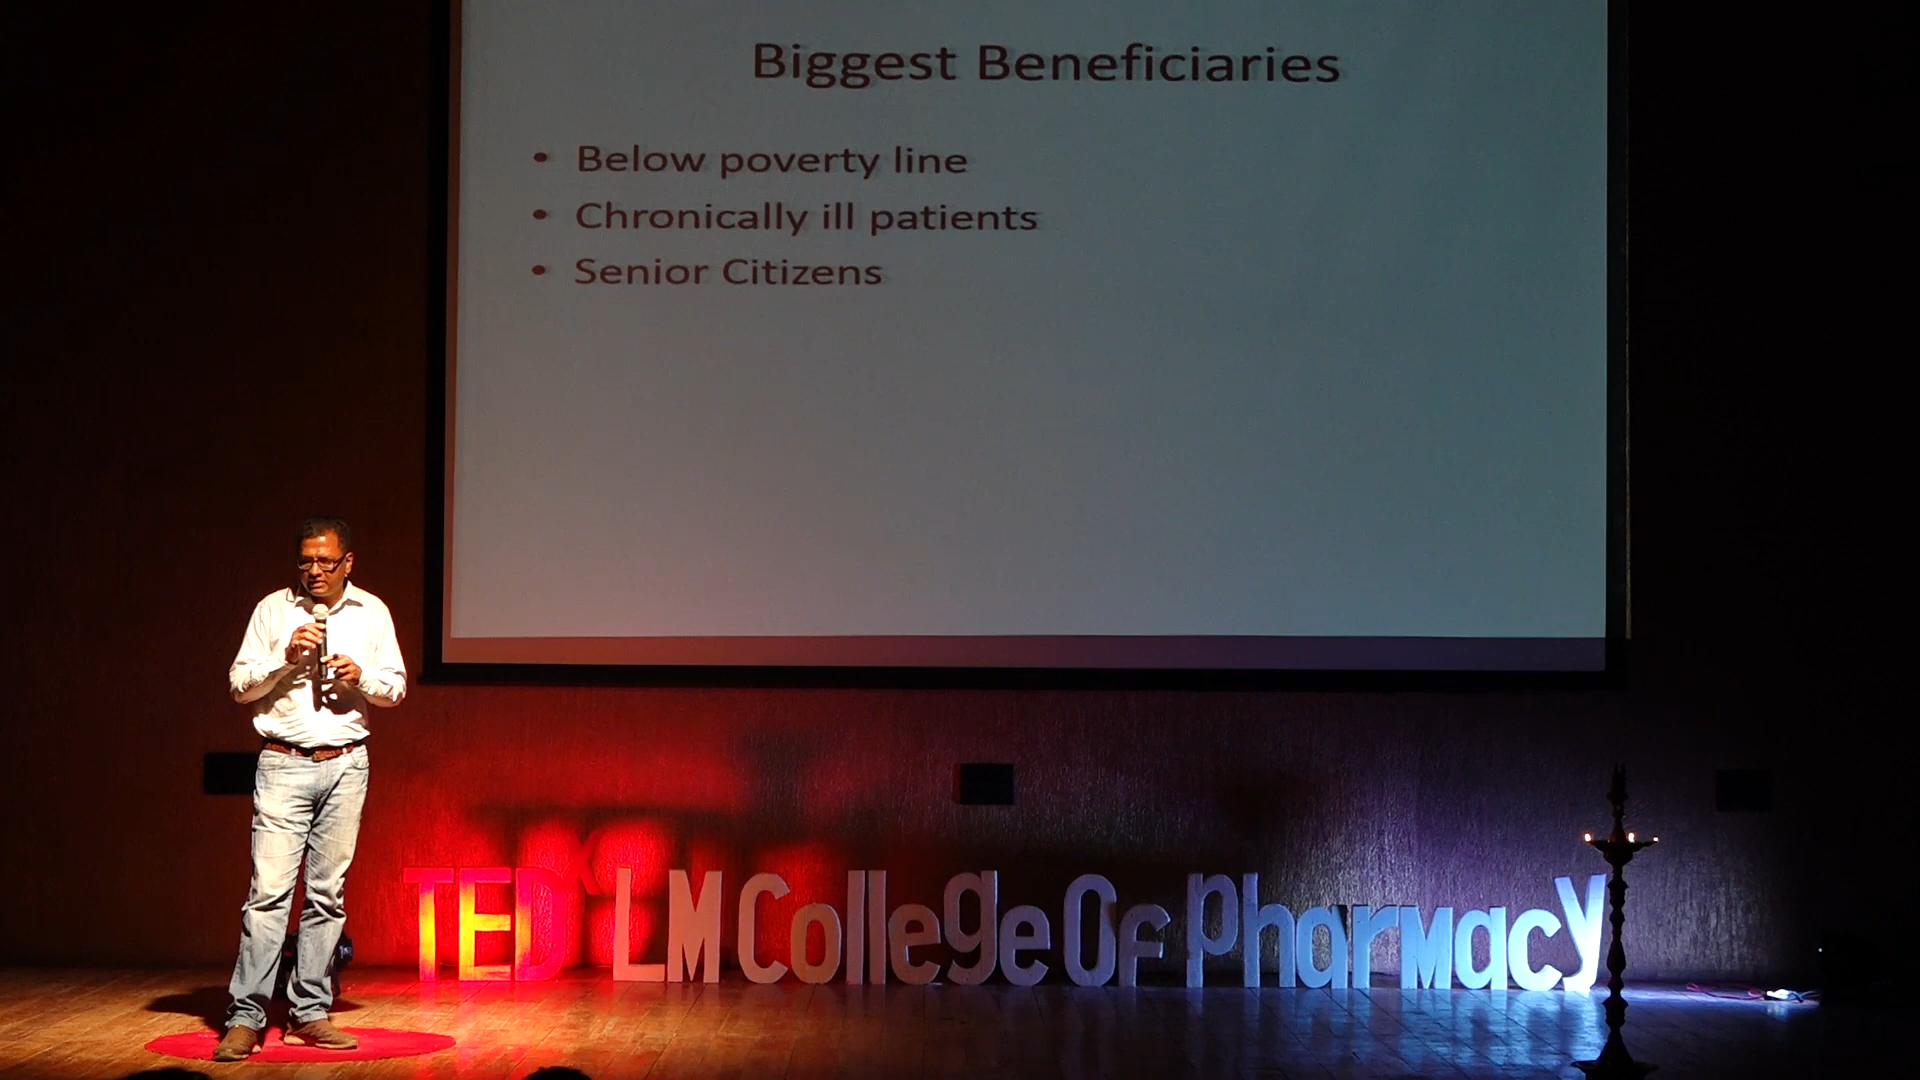 Biggest Beneficiaries
• Below poverty line
• Chronically ill patients
• Senior Citizens
TEDx LM College Of Pharmacy